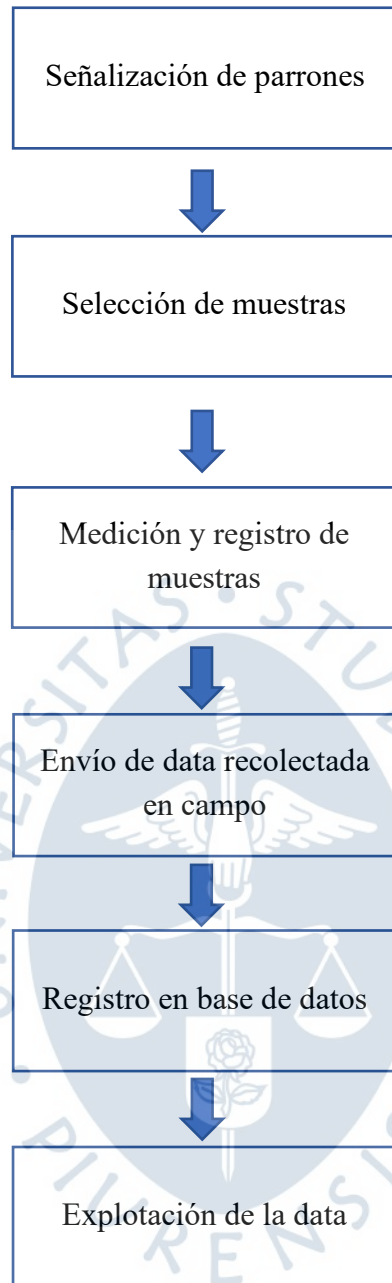 Señalización de parrones
Selección de muestras
Medición y registro de
muestras
Envío de data recolectada
en campo
Registro en base de datos
Explotación de la data